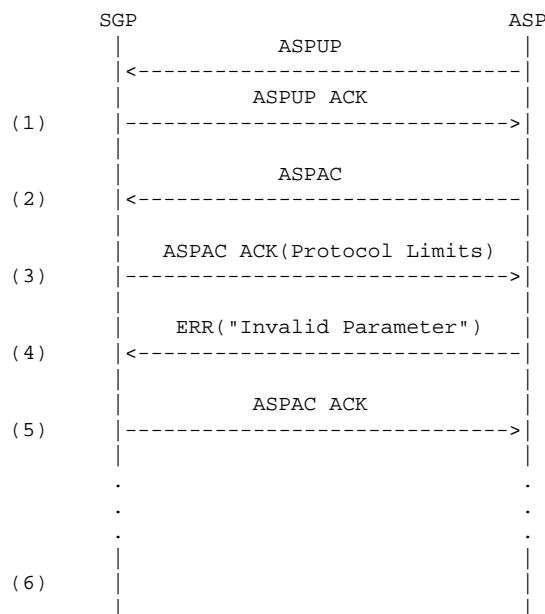 SGP ASP
ASPUP
ASPUP ACK
(1)
ASPAC
(2)
ASPAC ACK(Protocol Limits)
(3)
ERR("Invalid Parameter")
(4)
ASPAC ACK
(5)
(6)